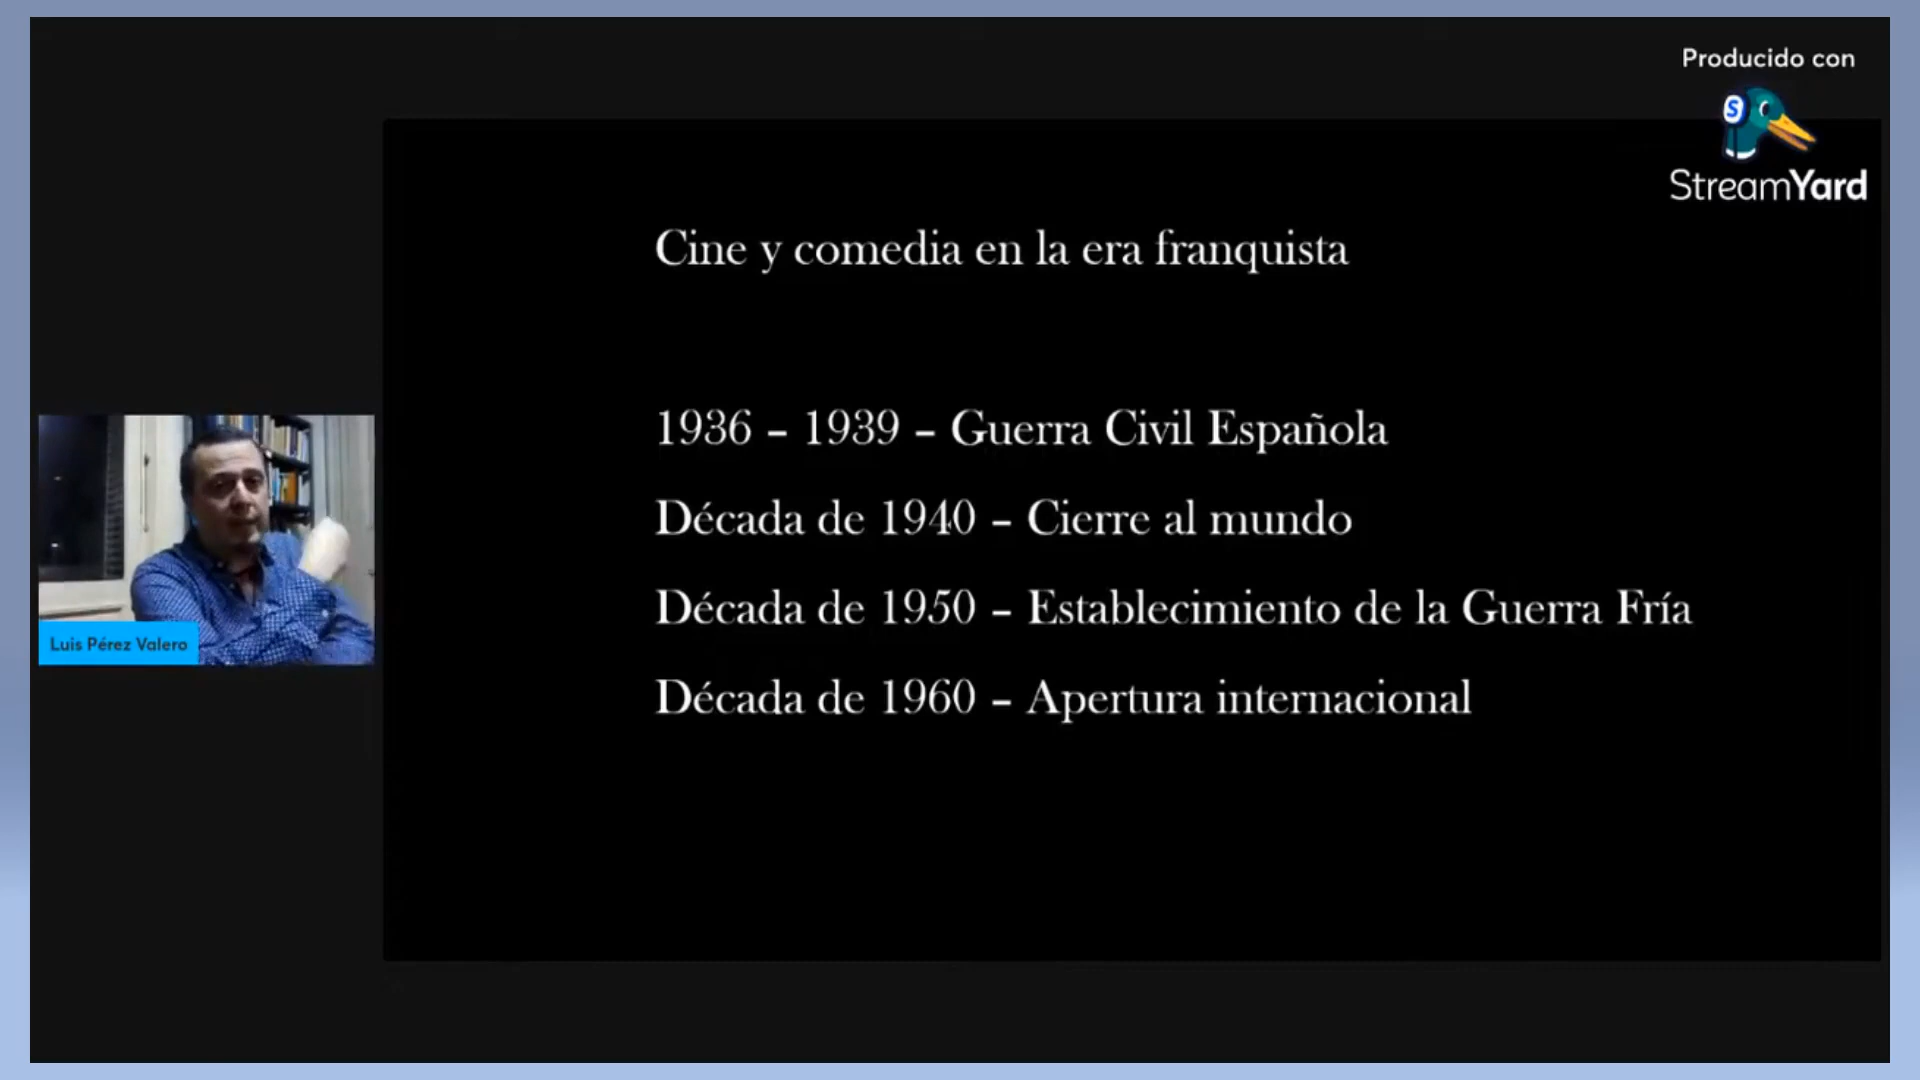 Producido con
S
StreamYard
Cine y comedia en la era franquista
1936 – 1939 – Guerra Civil Española
Década de 1940 – Cierre al mundo
Década de 1950 – Establecimiento de la Guerra Fría
Década de 1960 – Apertura internacional
Luis Pérez Valero